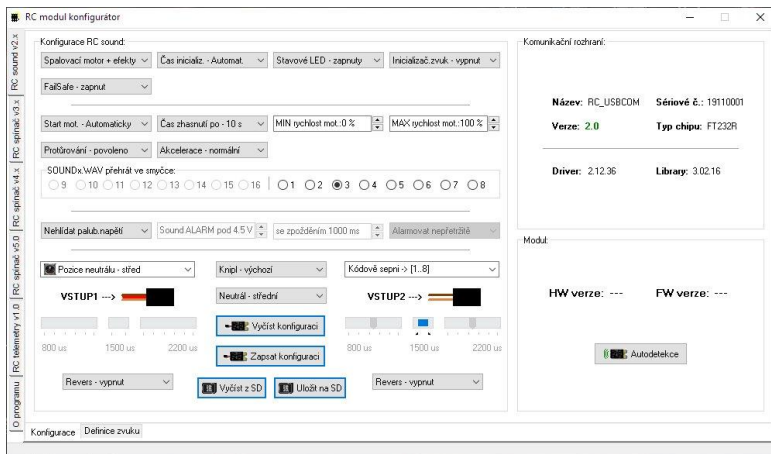 RC modul konfigurátor
RC sound v2.x
RC spínač v3.x
RC spínač v4.x
RC spínač v5.0
RC telemetry v1.0
O programu
Konfigurace RC sound:
Spalovací motor + efekty
Čas inicializ. - Automat.
Stavové LED - zapnuty
Inicializač.zvuk - vypnut
FailSafe - zapnut
Start mot. - Automaticky
Čas zhasnutí po - 10 s
MIN rychlost mot.:0 %
MAX rychlost mot.:100 %
Protůrování - povoleno
Akcelerace - normální
SOUNDx.WAV přehrát ve smyčce:
9 10 11 12 13 14 15 16 1 2 3 4 5 6 7 8
Nehlídat palub.napětí
Sound ALARM pod 4.5 V
se zpožděním 1000 ms
Alarmovat nepřetržitě
Pozice neutrálu - střed
Knipl - výchozí
Kódově sepni -> [1..8]
VSTUP1 --->
Neutrál - střední
VSTUP2 --->
Vyčíst konfiguraci
800 us 1500 us 2200 us
Zapsat konfiguraci
800 us 1500 us 2200 us
Revers - vypnut
Vyčíst z SD
Uložit na SD
Revers - vypnut
Konfigurace
Definice zvuku
Komunikační rozhraní:
Název: RC_USBCOM
Sériové č.: 19110001
Verze: 2.0
Typ chipu: FT232R
Driver: 2.12.36
Library: 3.02.16
Modul:
HW verze: ---
FW verze: ---
Autodetekce